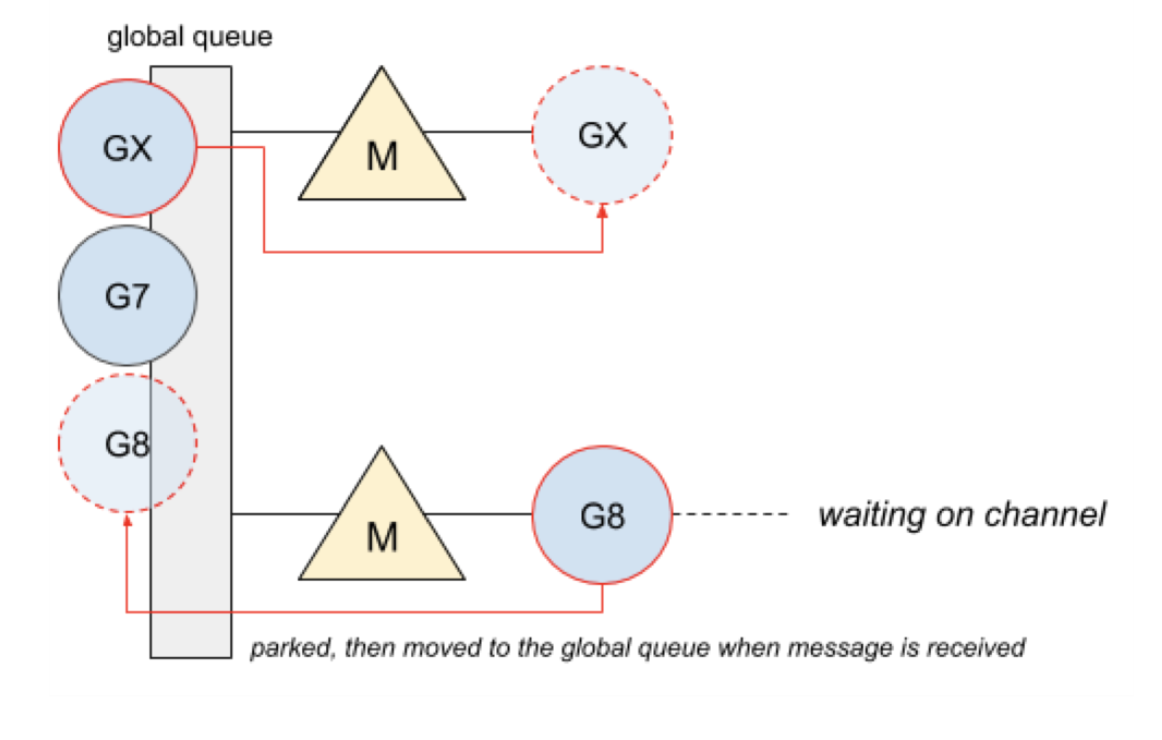 global queue
GX
M
GX
G7
G8
M
G8
waiting on channel
parked, then moved to the global queue when message is received